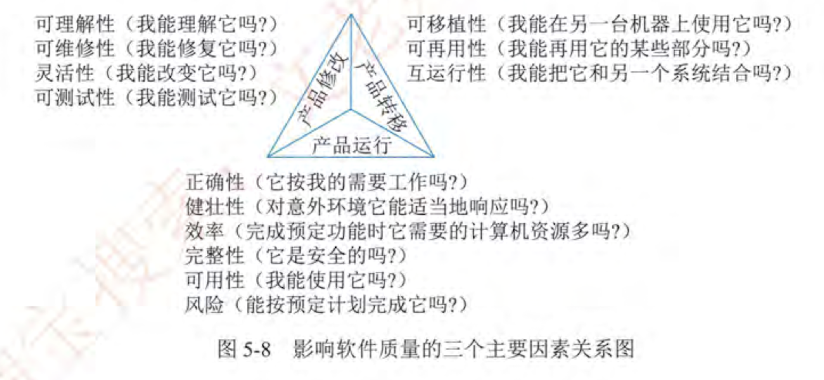 可理解性（我能理解它吗?）
可维修性（我能修复它吗?）
灵活性（我能改变它吗?）
可测试性（我能测试它吗?）
产品修改
产品转移
产品运行
可移植性（我能在另一台机器上使用它吗?）
可再用性（我能再用它的某些部分吗?）
互运行性（我能把它和另一个系统结合吗?）
正确性（它按我的需要工作吗?）
健壮性（对意外环境它能适当地响应吗?）
效率（完成预定功能时它需要的计算机资源多吗?）
完整性（它是安全的吗?）
可用性（我能使用它吗?）
风险（能按预定计划完成它吗?）
图 5-8　影响软件质量的三个主要因素关系图